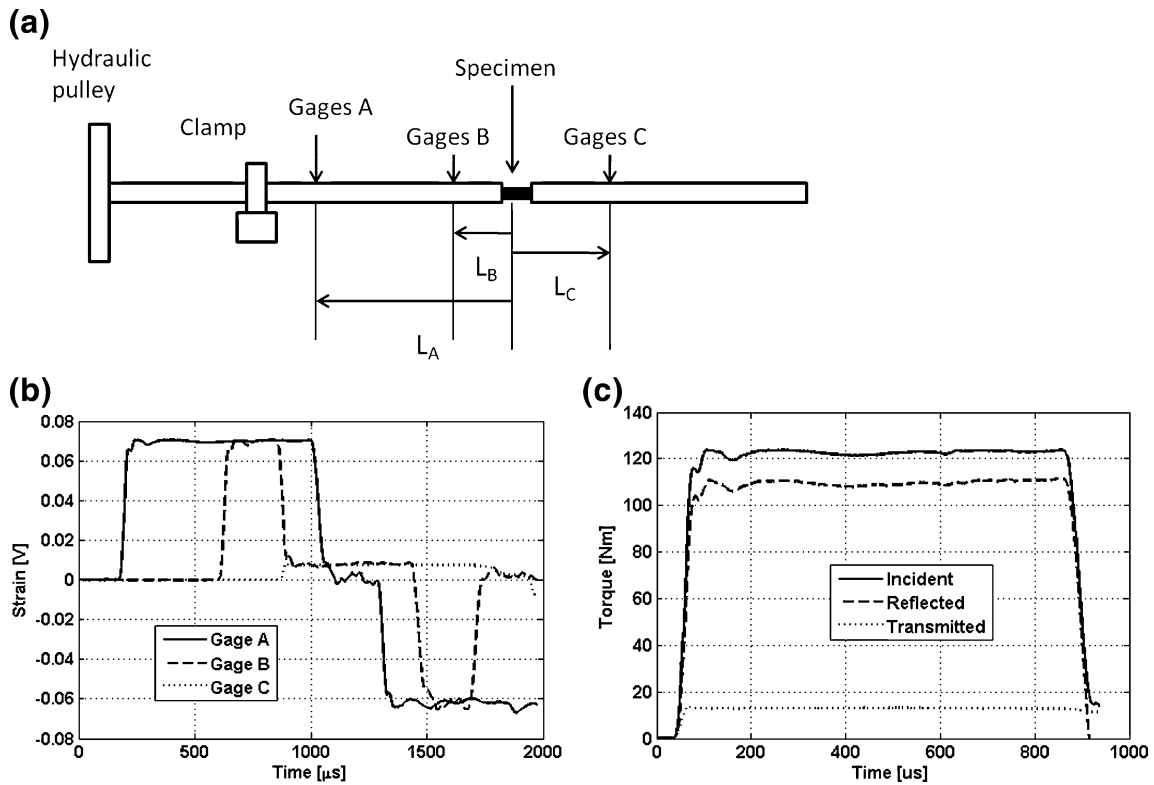 (a)
Hydraulic
pulley
Clamp
Gages A
Gages B
Specimen
Gages C
L_B
L_C
L_A
(b)
0.08
0.06
0.04
0.02
0
-0.02
-0.04
-0.06
-0.08
Strain [V]
Gage A
Gage B
Gage C
0 500 1000 1500 2000
Time [μs]
(c)
140
120
100
80
60
40
20
0
Torque [Nm]
Incident
Reflected
Transmitted
0 200 400 600 800 1000
Time [us]